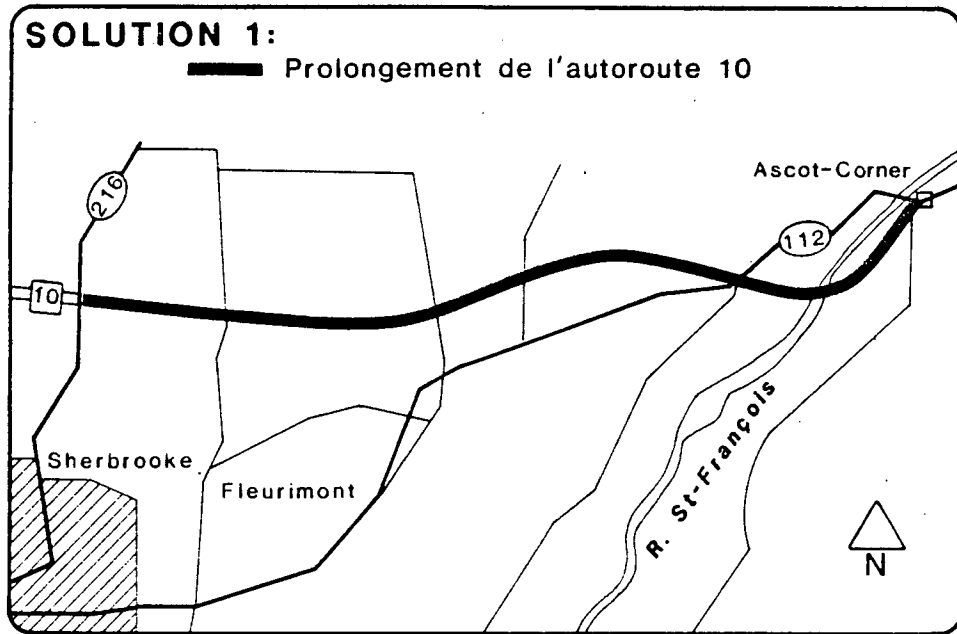 SOLUTION 1:
Prolongement de l'autoroute 10
Ascot-Corner
216
112
10
Sherbrooke
Fleurimont
R. St-François
N